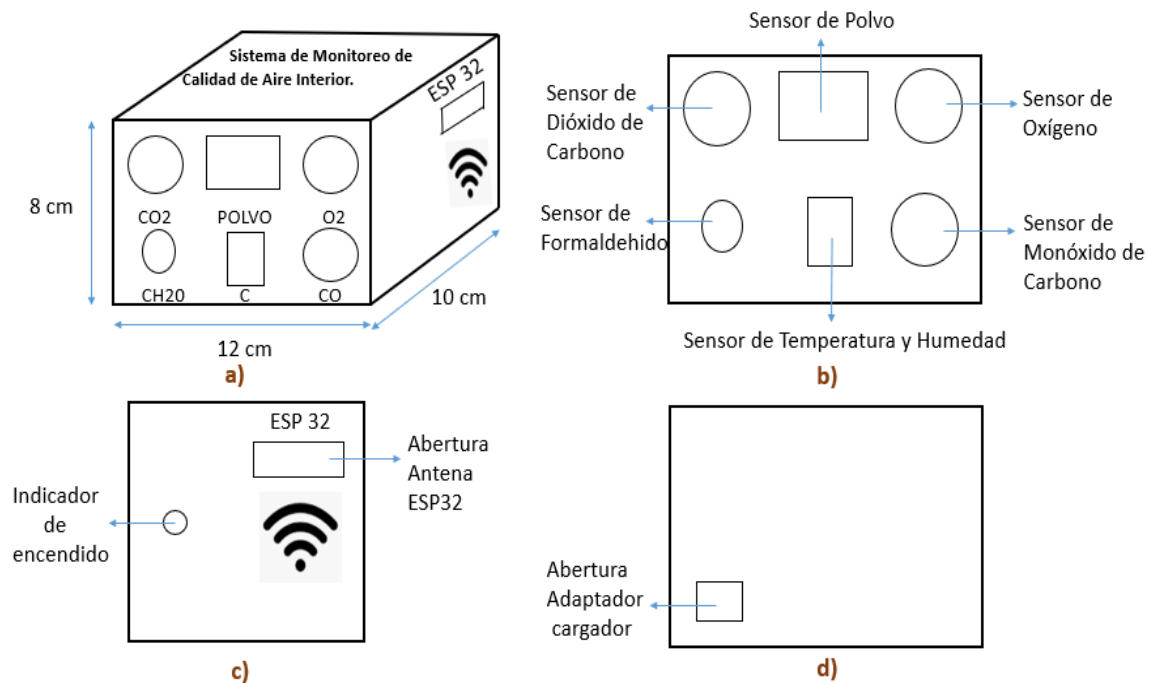 Sistema de Monitoreo de
Calidad de Aire Interior.
ESP 32
8 cm
CO2
POLVO
O2
CH20
C
CO
10 cm
12 cm
a)
Sensor de Polvo
Sensor de
Dióxido de
Carbono
Sensor de
Oxígeno
Sensor de
Formaldehido
Sensor de
Monóxido de
Carbono
Sensor de Temperatura y Humedad
b)
ESP 32
Abertura
Antena
ESP32
Indicador
de
encendido
c)
Abertura
Adaptador
cargador
d)